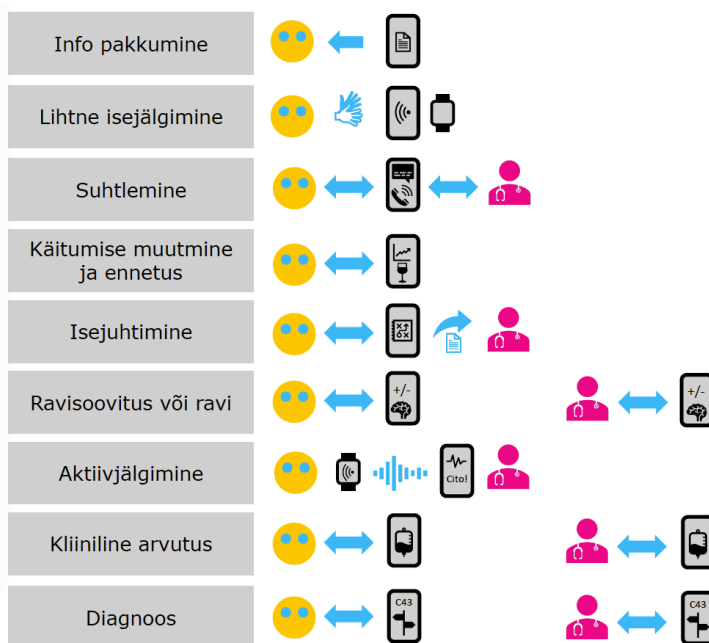 Info pakkumine
Lihtne isejälgimine
Suhtlemine
Käitumise muutmine
ja ennetus
Isejuhtimine
Ravisoovitus või ravi
+/-
+/-
Aktiivjälgimine
Cito!
Kliiniline arvutus
Diagnoos
C43
C43